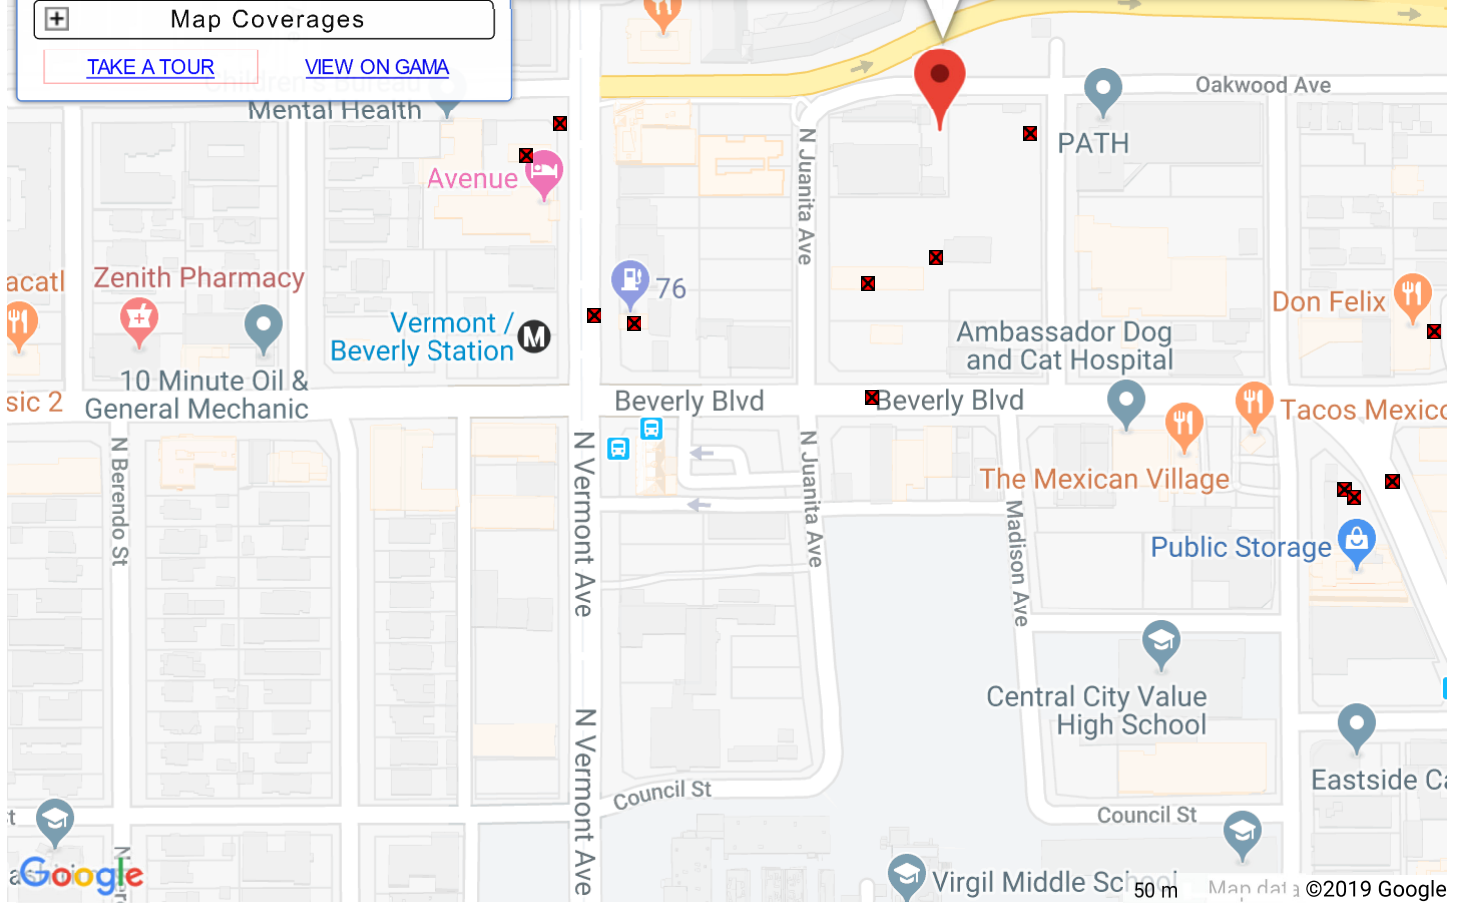 Map Coverages
TAKE A TOUR
VIEW ON GAMA
Children's Bureau
Mental Health
Oakwood Ave
PATH
Avenue
N Juanita Ave
acatl
Zenith Pharmacy
76
Don Felix
Vermont /
Beverly Station
Ambassador Dog
and Cat Hospital
10 Minute Oil &
General Mechanic
sic 2
Beverly Blvd
Beverly Blvd
Tacos Mexico
N Berendo St
N Vermont Ave
N Juanita Ave
The Mexican Village
Madison Ave
Public Storage
Central City Value
High School
N Vermont Ave
Council St
Eastside Ca
Council St
t
Google
Virgil Middle School
50 m
Map data ©2019 Google